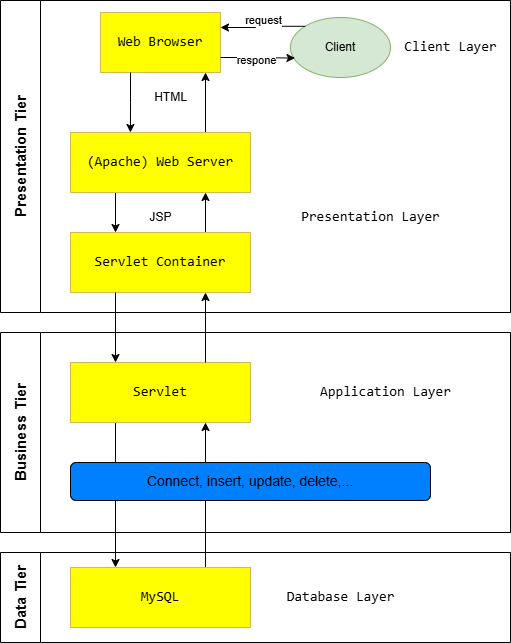 request
Web Browser
Client
Client Layer
respone
HTML
Presentation Tier
(Apache) Web Server
JSP
Presentation Layer
Servlet Container
Business Tier
Servlet
Application Layer
Connect, insert, update, delete,...
Data Tier
MySQL
Database Layer